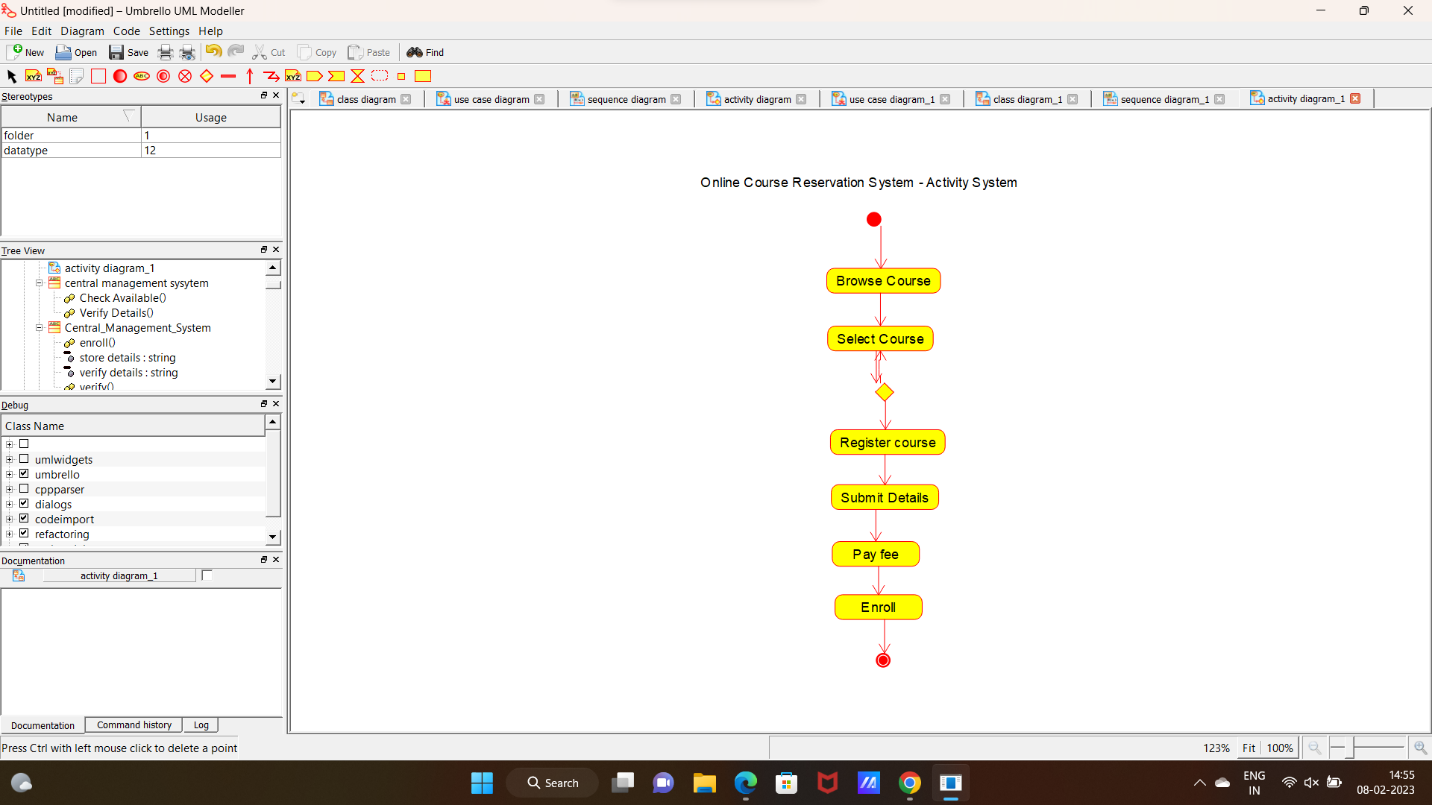 Untitled [modified] – Umbrello UML Modeller
File Edit Diagram Code Settings Help
New Open Save Cut Copy Paste Find
Stereotypes
Name Usage
folder 1
datatype 12
class diagram use case diagram sequence diagram activity diagram use case diagram_1 class diagram_1 sequence diagram_1 activity diagram_1
Tree View
activity diagram_1
central management sysytem
Check Available()
Verify Details()
Central_Management_System
enroll()
store details : string
verify details : string
verify()
Debug
Class Name
umlwidgets
umbrello
cppparser
dialogs
codeimport
refactoring
Documentation
activity diagram_1
Documentation Command history Log
Online Course Reservation System - Activity System
Browse Course
Select Course
Register course
Submit Details
Pay fee
Enroll
Press Ctrl with left mouse click to delete a point
123% Fit 100%
Search
ENG
IN
14:55
08-02-2023